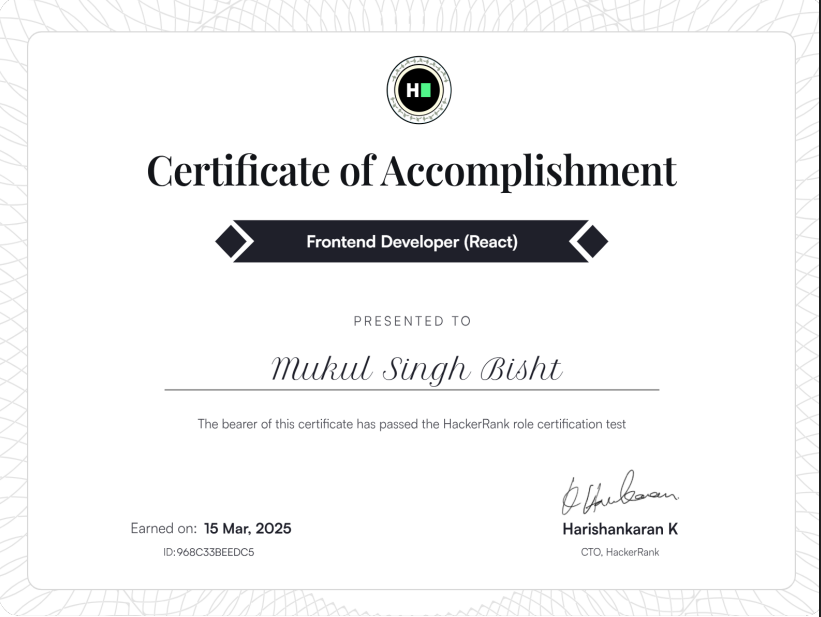 H
Certificate of Accomplishment
Frontend Developer (React)
PRESENTED TO
Mukul Singh Bisht
The bearer of this certificate has passed the HackerRank role certification test
Earned on: 15 Mar, 2025
ID:968C33BEEDC5
Harishankaran K
CTO, HackerRank